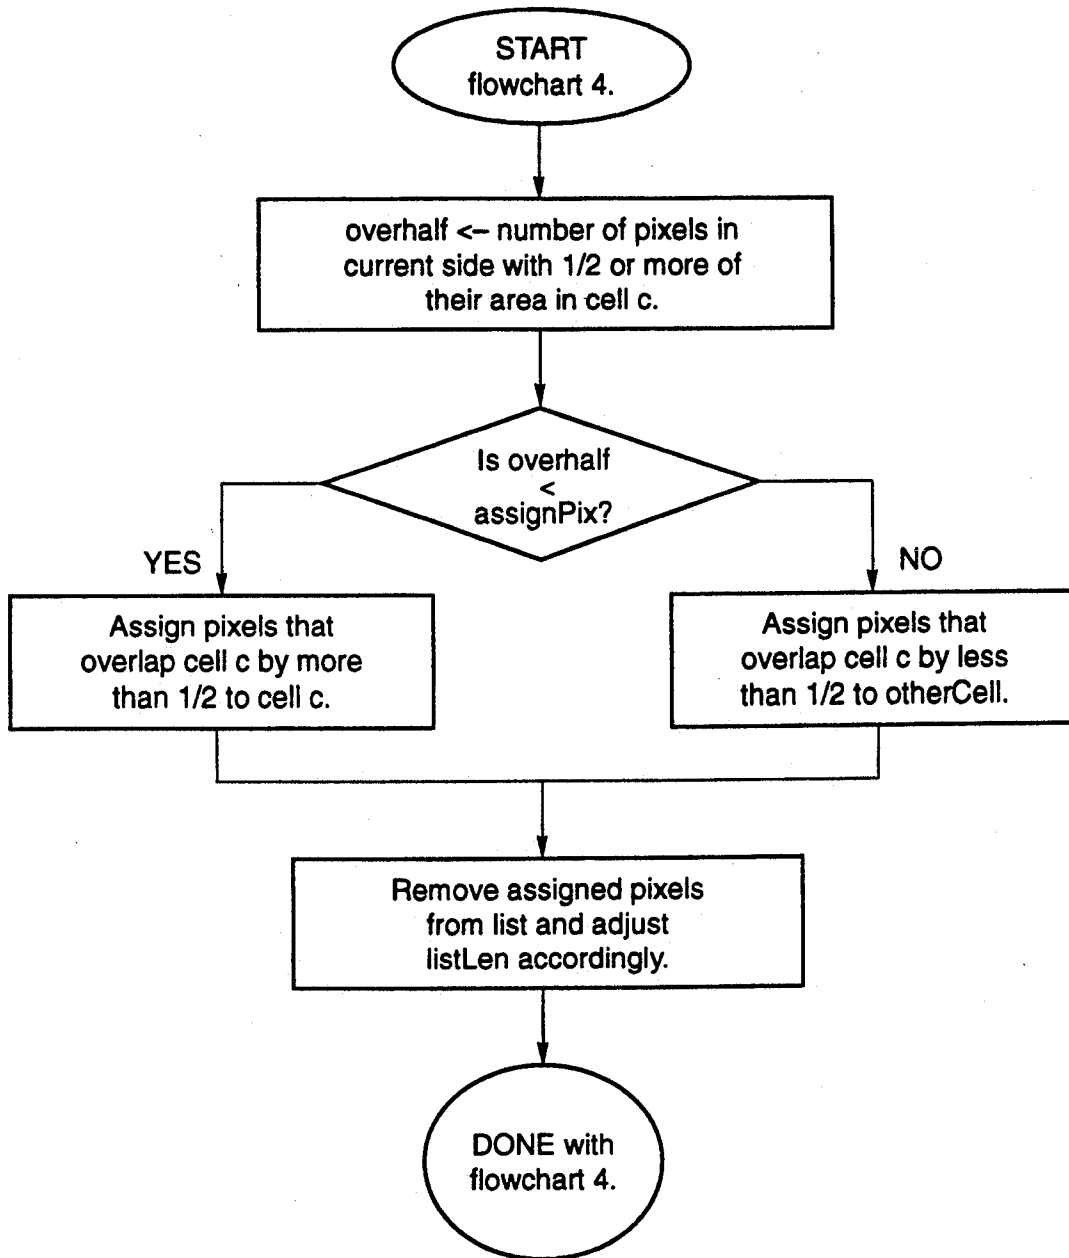 START
flowchart 4.
overhalf <– number of pixels in
current side with 1/2 or more of
their area in cell c.
Is overhalf
<
assignPix?
YES
NO
Assign pixels that
overlap cell c by more
than 1/2 to cell c.
Assign pixels that
overlap cell c by less
than 1/2 to otherCell.
Remove assigned pixels
from list and adjust
listLen accordingly.
DONE with
flowchart 4.